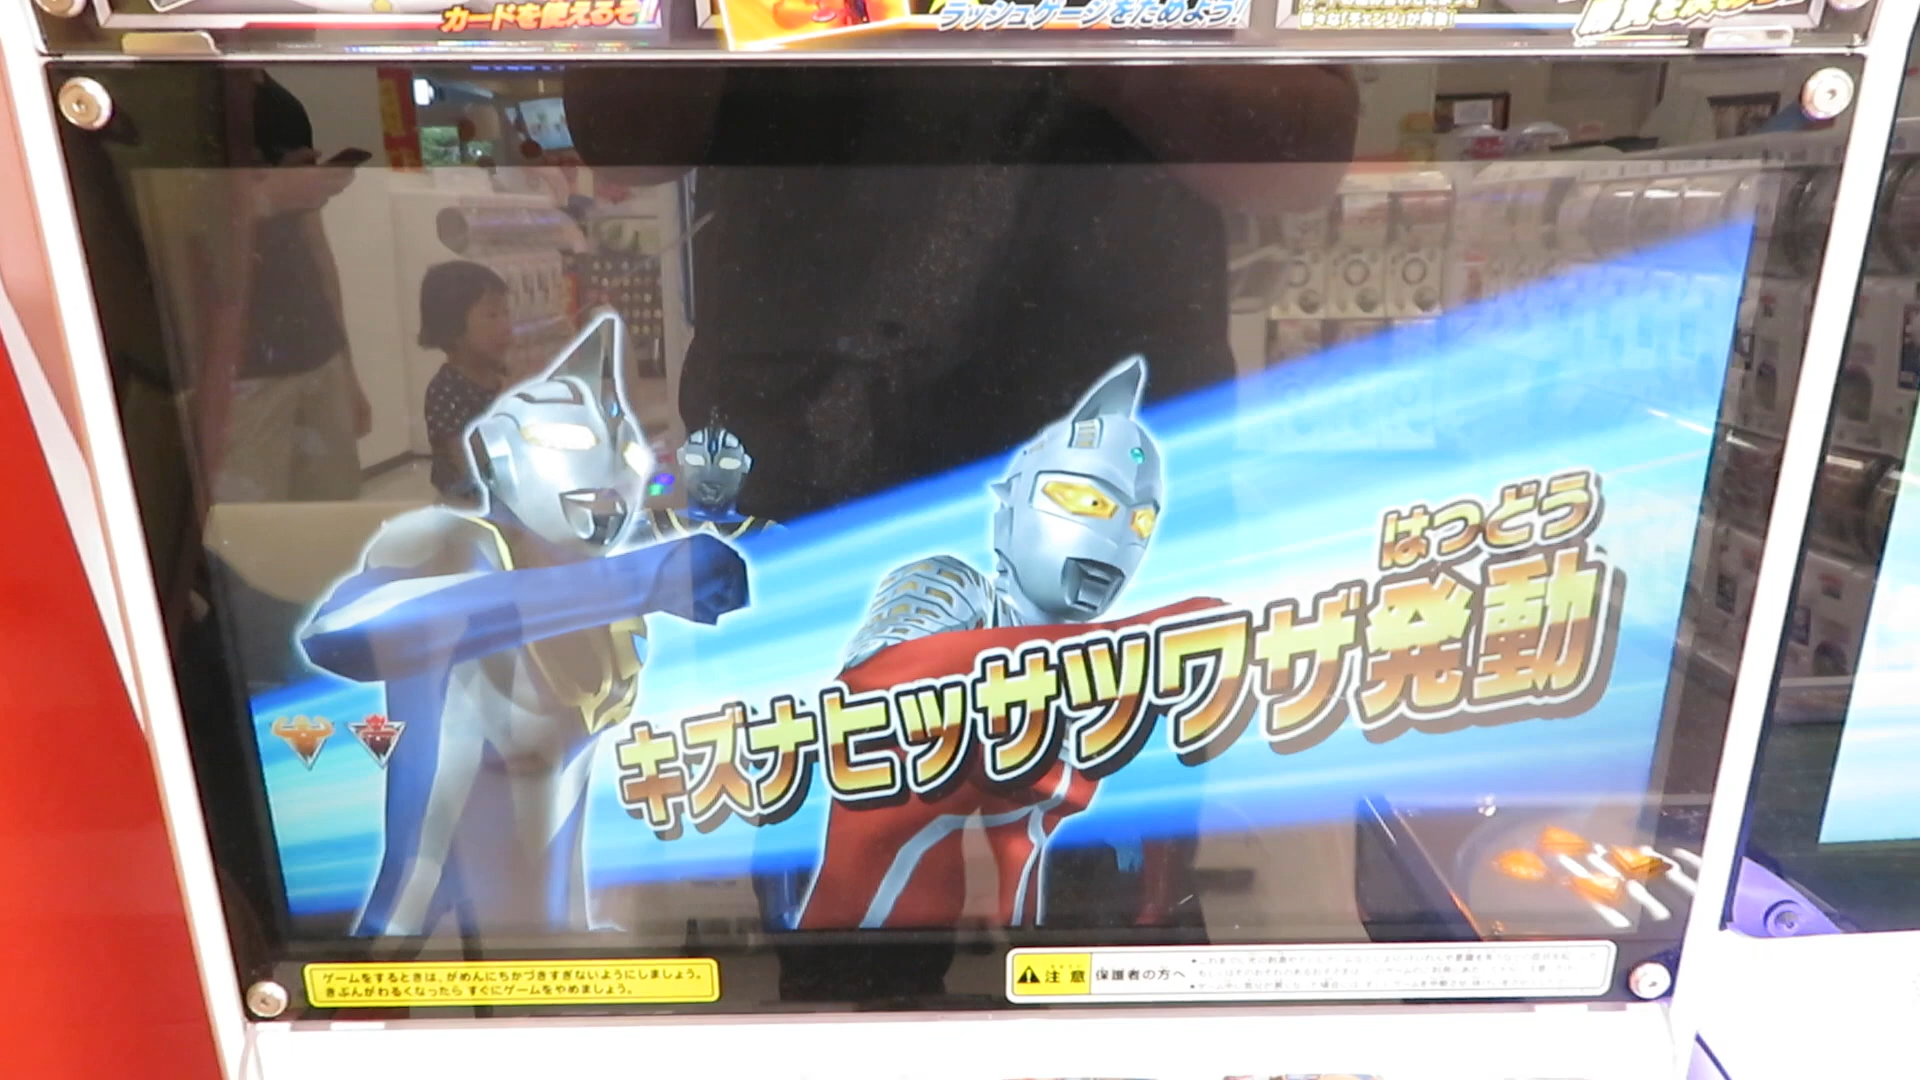 カードを使えるぞ!
ラッシュゲージをためよう!
はつどう
キズナヒッサツワザ発動
ゲームをするときは、がめんにちかづきすぎないようにしましょう。
きぶんがわるくなったら すぐにゲームをやめましょう。
注意
保護者の方へ